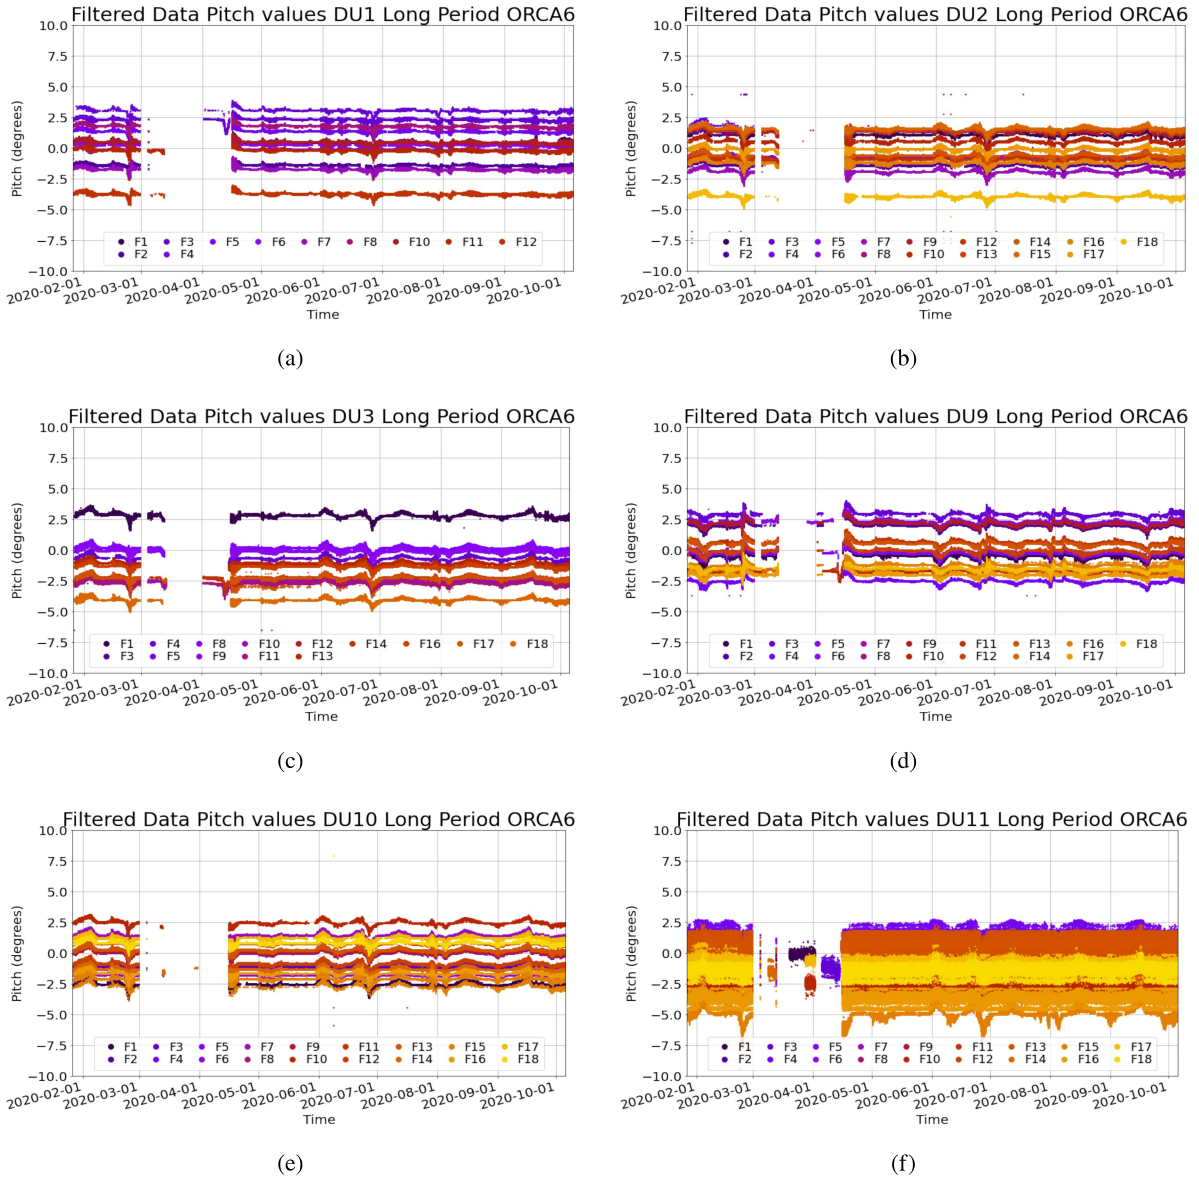 Filtered Data Pitch values DU1 Long Period ORCA6
10.0
7.5
5.0
2.5
0.0
−2.5
−5.0
−7.5
−10.0
Pitch (degrees)
F1 F3 F5 F6 F7 F8 F10 F11 F12
F2 F4
2020-02-01 2020-03-01 2020-04-01 2020-05-01 2020-06-01 2020-07-01 2020-08-01 2020-09-01 2020-10-01
Time
(a)
Filtered Data Pitch values DU2 Long Period ORCA6
10.0
7.5
5.0
2.5
0.0
−2.5
−5.0
−7.5
−10.0
Pitch (degrees)
F1 F3 F5 F7 F9 F12 F14 F16 F18
F2 F4 F6 F8 F10 F13 F15 F17
2020-02-01 2020-03-01 2020-04-01 2020-05-01 2020-06-01 2020-07-01 2020-08-01 2020-09-01 2020-10-01
Time
(b)
Filtered Data Pitch values DU3 Long Period ORCA6
10.0
7.5
5.0
2.5
0.0
−2.5
−5.0
−7.5
−10.0
Pitch (degrees)
F1 F4 F8 F10 F12 F14 F16 F17 F18
F3 F5 F9 F11 F13
2020-02-01 2020-03-01 2020-04-01 2020-05-01 2020-06-01 2020-07-01 2020-08-01 2020-09-01 2020-10-01
Time
(c)
Filtered Data Pitch values DU9 Long Period ORCA6
10.0
7.5
5.0
2.5
0.0
−2.5
−5.0
−7.5
−10.0
Pitch (degrees)
F1 F3 F5 F7 F9 F11 F13 F16 F18
F2 F4 F6 F8 F10 F12 F14 F17
2020-02-01 2020-03-01 2020-04-01 2020-05-01 2020-06-01 2020-07-01 2020-08-01 2020-09-01 2020-10-01
Time
(d)
Filtered Data Pitch values DU10 Long Period ORCA6
10.0
7.5
5.0
2.5
0.0
−2.5
−5.0
−7.5
−10.0
Pitch (degrees)
F1 F3 F5 F7 F9 F11 F13 F15 F17
F2 F4 F6 F8 F10 F12 F14 F16 F18
2020-02-01 2020-03-01 2020-04-01 2020-05-01 2020-06-01 2020-07-01 2020-08-01 2020-09-01 2020-10-01
Time
(e)
Filtered Data Pitch values DU11 Long Period ORCA6
10.0
7.5
5.0
2.5
0.0
−2.5
−5.0
−7.5
−10.0
Pitch (degrees)
F1 F3 F5 F7 F9 F11 F13 F15 F17
F2 F4 F6 F8 F10 F12 F14 F16 F18
2020-02-01 2020-03-01 2020-04-01 2020-05-01 2020-06-01 2020-07-01 2020-08-01 2020-09-01 2020-10-01
Time
(f)